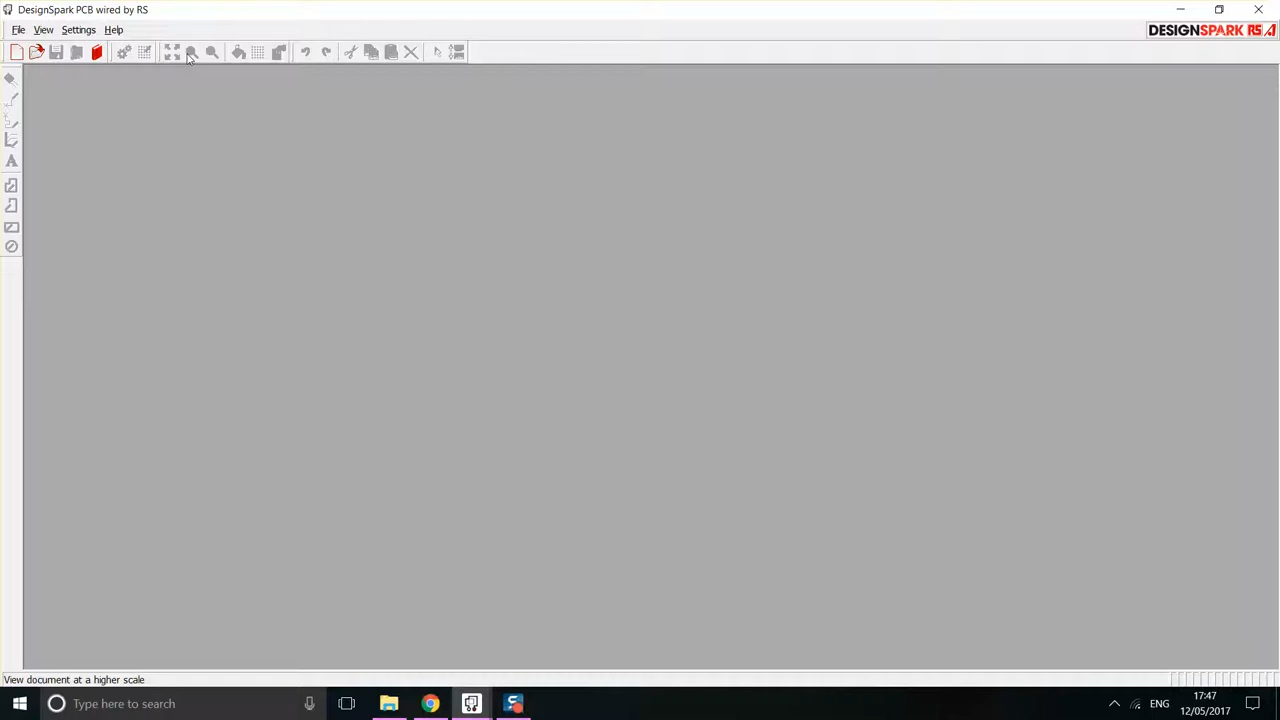 DesignSpark PCB wired by RS
File View Settings Help
DESIGNSPARK RS
A
View document at a higher scale
Type here to search
ENG
17:47
12/05/2017